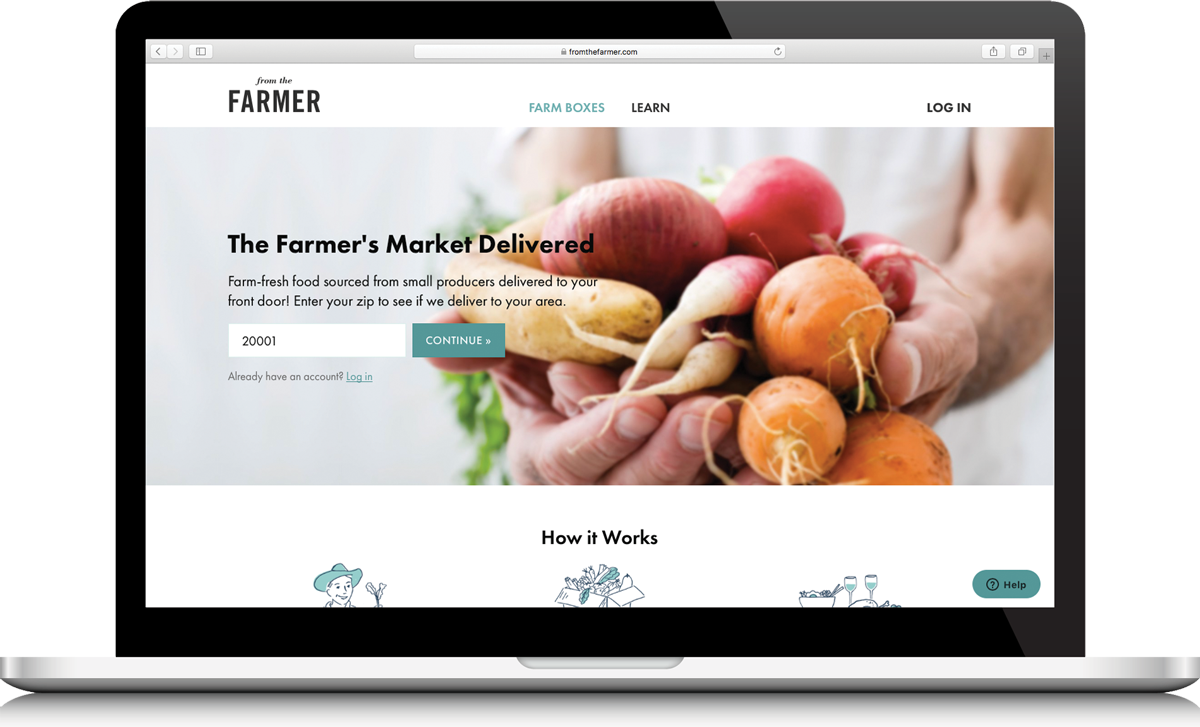 fromthefarmer.com
from the
FARMER
FARM BOXES
LEARN
LOG IN
The Farmer's Market Delivered
Farm-fresh food sourced from small producers delivered to your
front door! Enter your zip to see if we deliver to your area.
20001
CONTINUE »
Already have an account? Log in
How it Works
Help